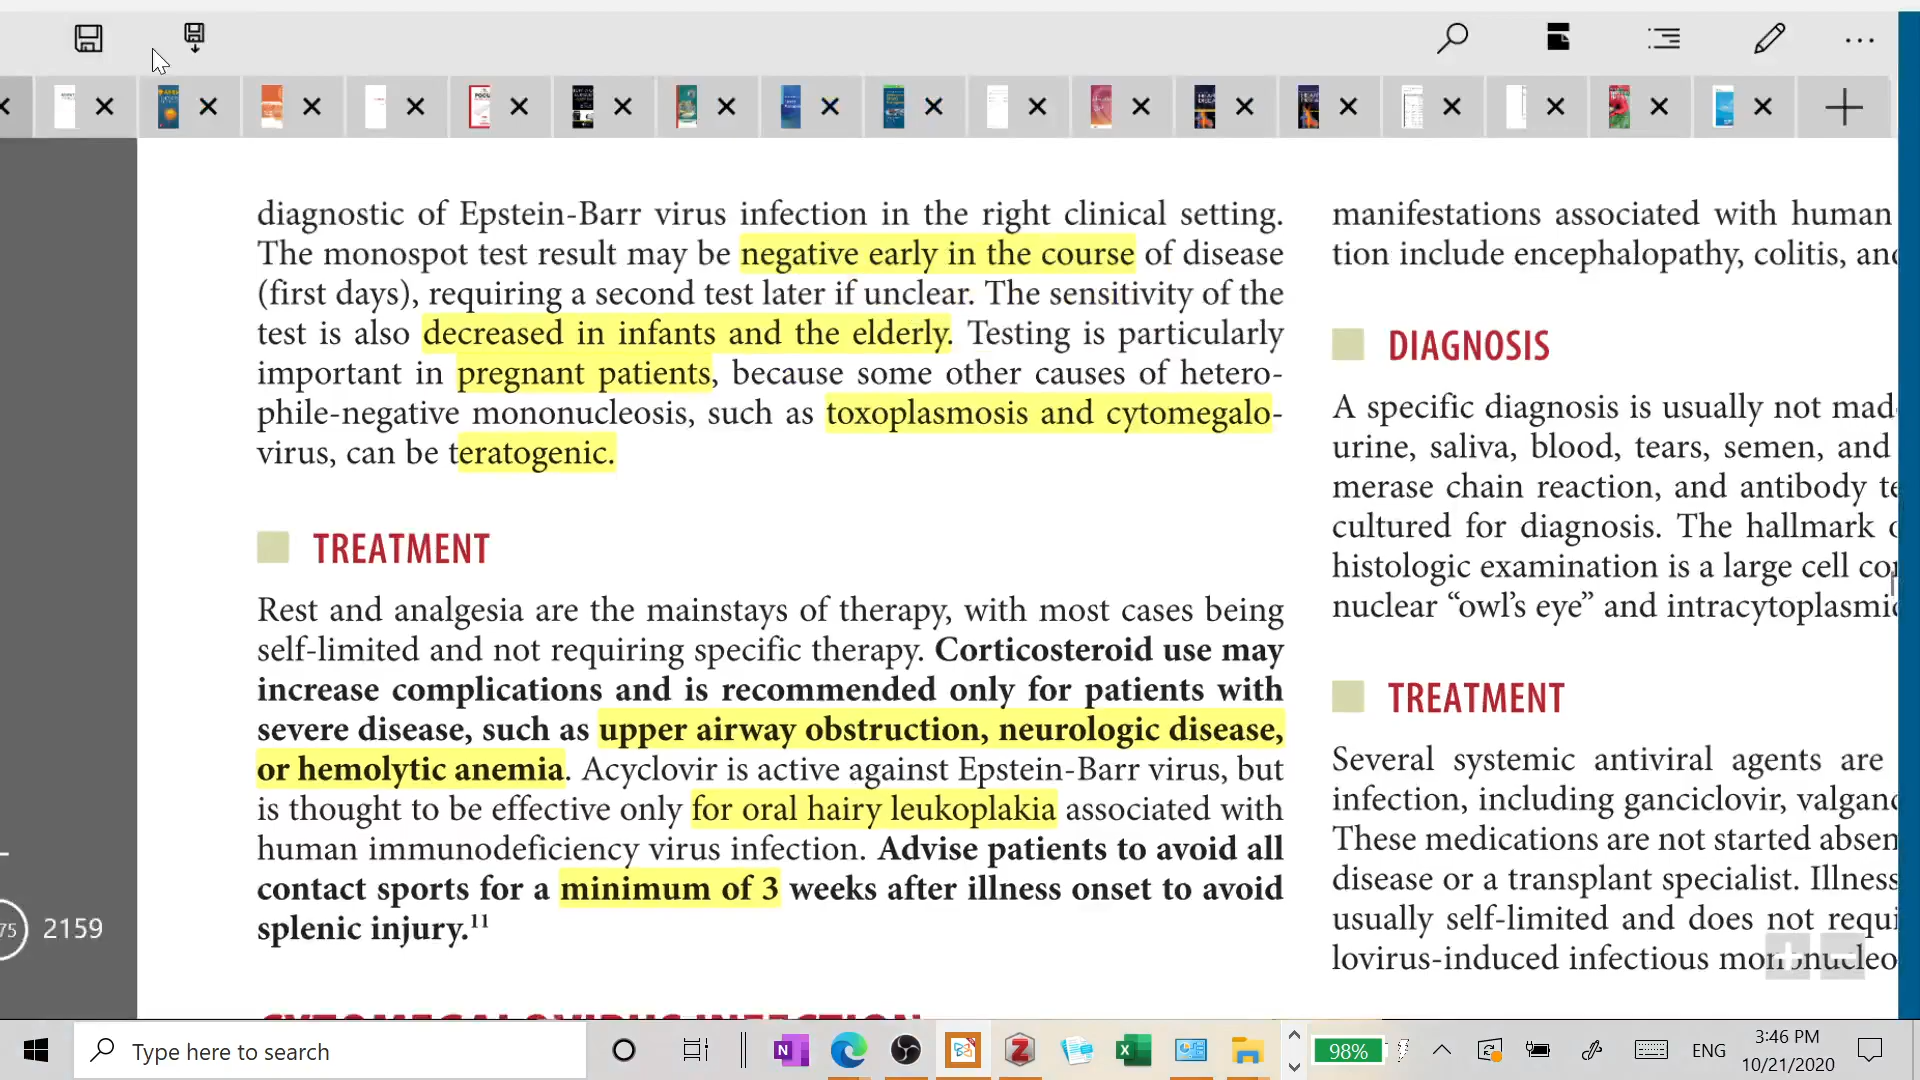 diagnostic of Epstein-Barr virus infection in the right clinical setting.
The monospot test result may be negative early in the course of disease
(first days), requiring a second test later if unclear. The sensitivity of the
test is also decreased in infants and the elderly. Testing is particularly
important in pregnant patients, because some other causes of hetero-
phile-negative mononucleosis, such as toxoplasmosis and cytomegalo-
virus, can be teratogenic.
TREATMENT
Rest and analgesia are the mainstays of therapy, with most cases being
self-limited and not requiring specific therapy. Corticosteroid use may
increase complications and is recommended only for patients with
severe disease, such as upper airway obstruction, neurologic disease,
or hemolytic anemia. Acyclovir is active against Epstein-Barr virus, but
is thought to be effective only for oral hairy leukoplakia associated with
human immunodeficiency virus infection. Advise patients to avoid all
contact sports for a minimum of 3 weeks after illness onset to avoid
splenic injury.11
CYTOMEGALOVIRUS INFECTION
manifestations associated with human
tion include encephalopathy, colitis, and
DIAGNOSIS
A specific diagnosis is usually not mad
urine, saliva, blood, tears, semen, and
merase chain reaction, and antibody te
cultured for diagnosis. The hallmark o
histologic examination is a large cell co
nuclear "owl's eye" and intracytoplasmic
TREATMENT
Several systemic antiviral agents are
infection, including ganciclovir, valganc
These medications are not started absen
disease or a transplant specialist. Illness
usually self-limited and does not requi
lovirus-induced infectious mononucleo
75 2159
Type here to search
98%
ENG
3:46 PM
10/21/2020